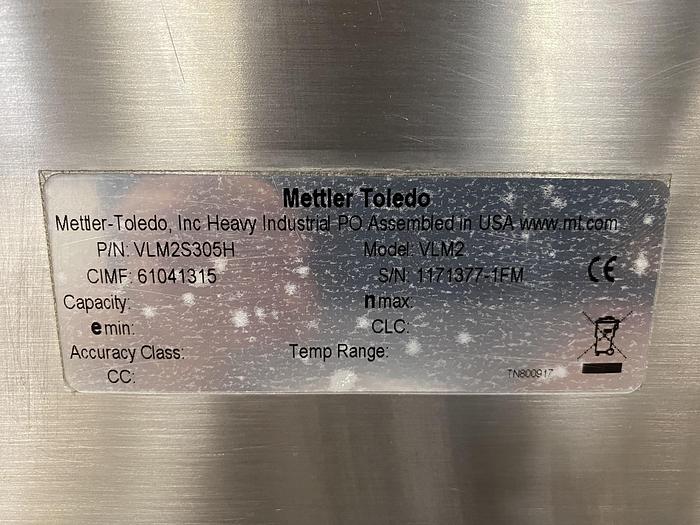 Mettler Toledo
Mettler-Toledo, Inc Heavy Industrial PO Assembled in USA www.mt.com
P/N: VLM2S305H Model: VLM2
CIMF: 61041315 S/N: 1171377-1FM
CE
Capacity: n max:
e min: CLC:
Accuracy Class: Temp Range:
CC: TN800917